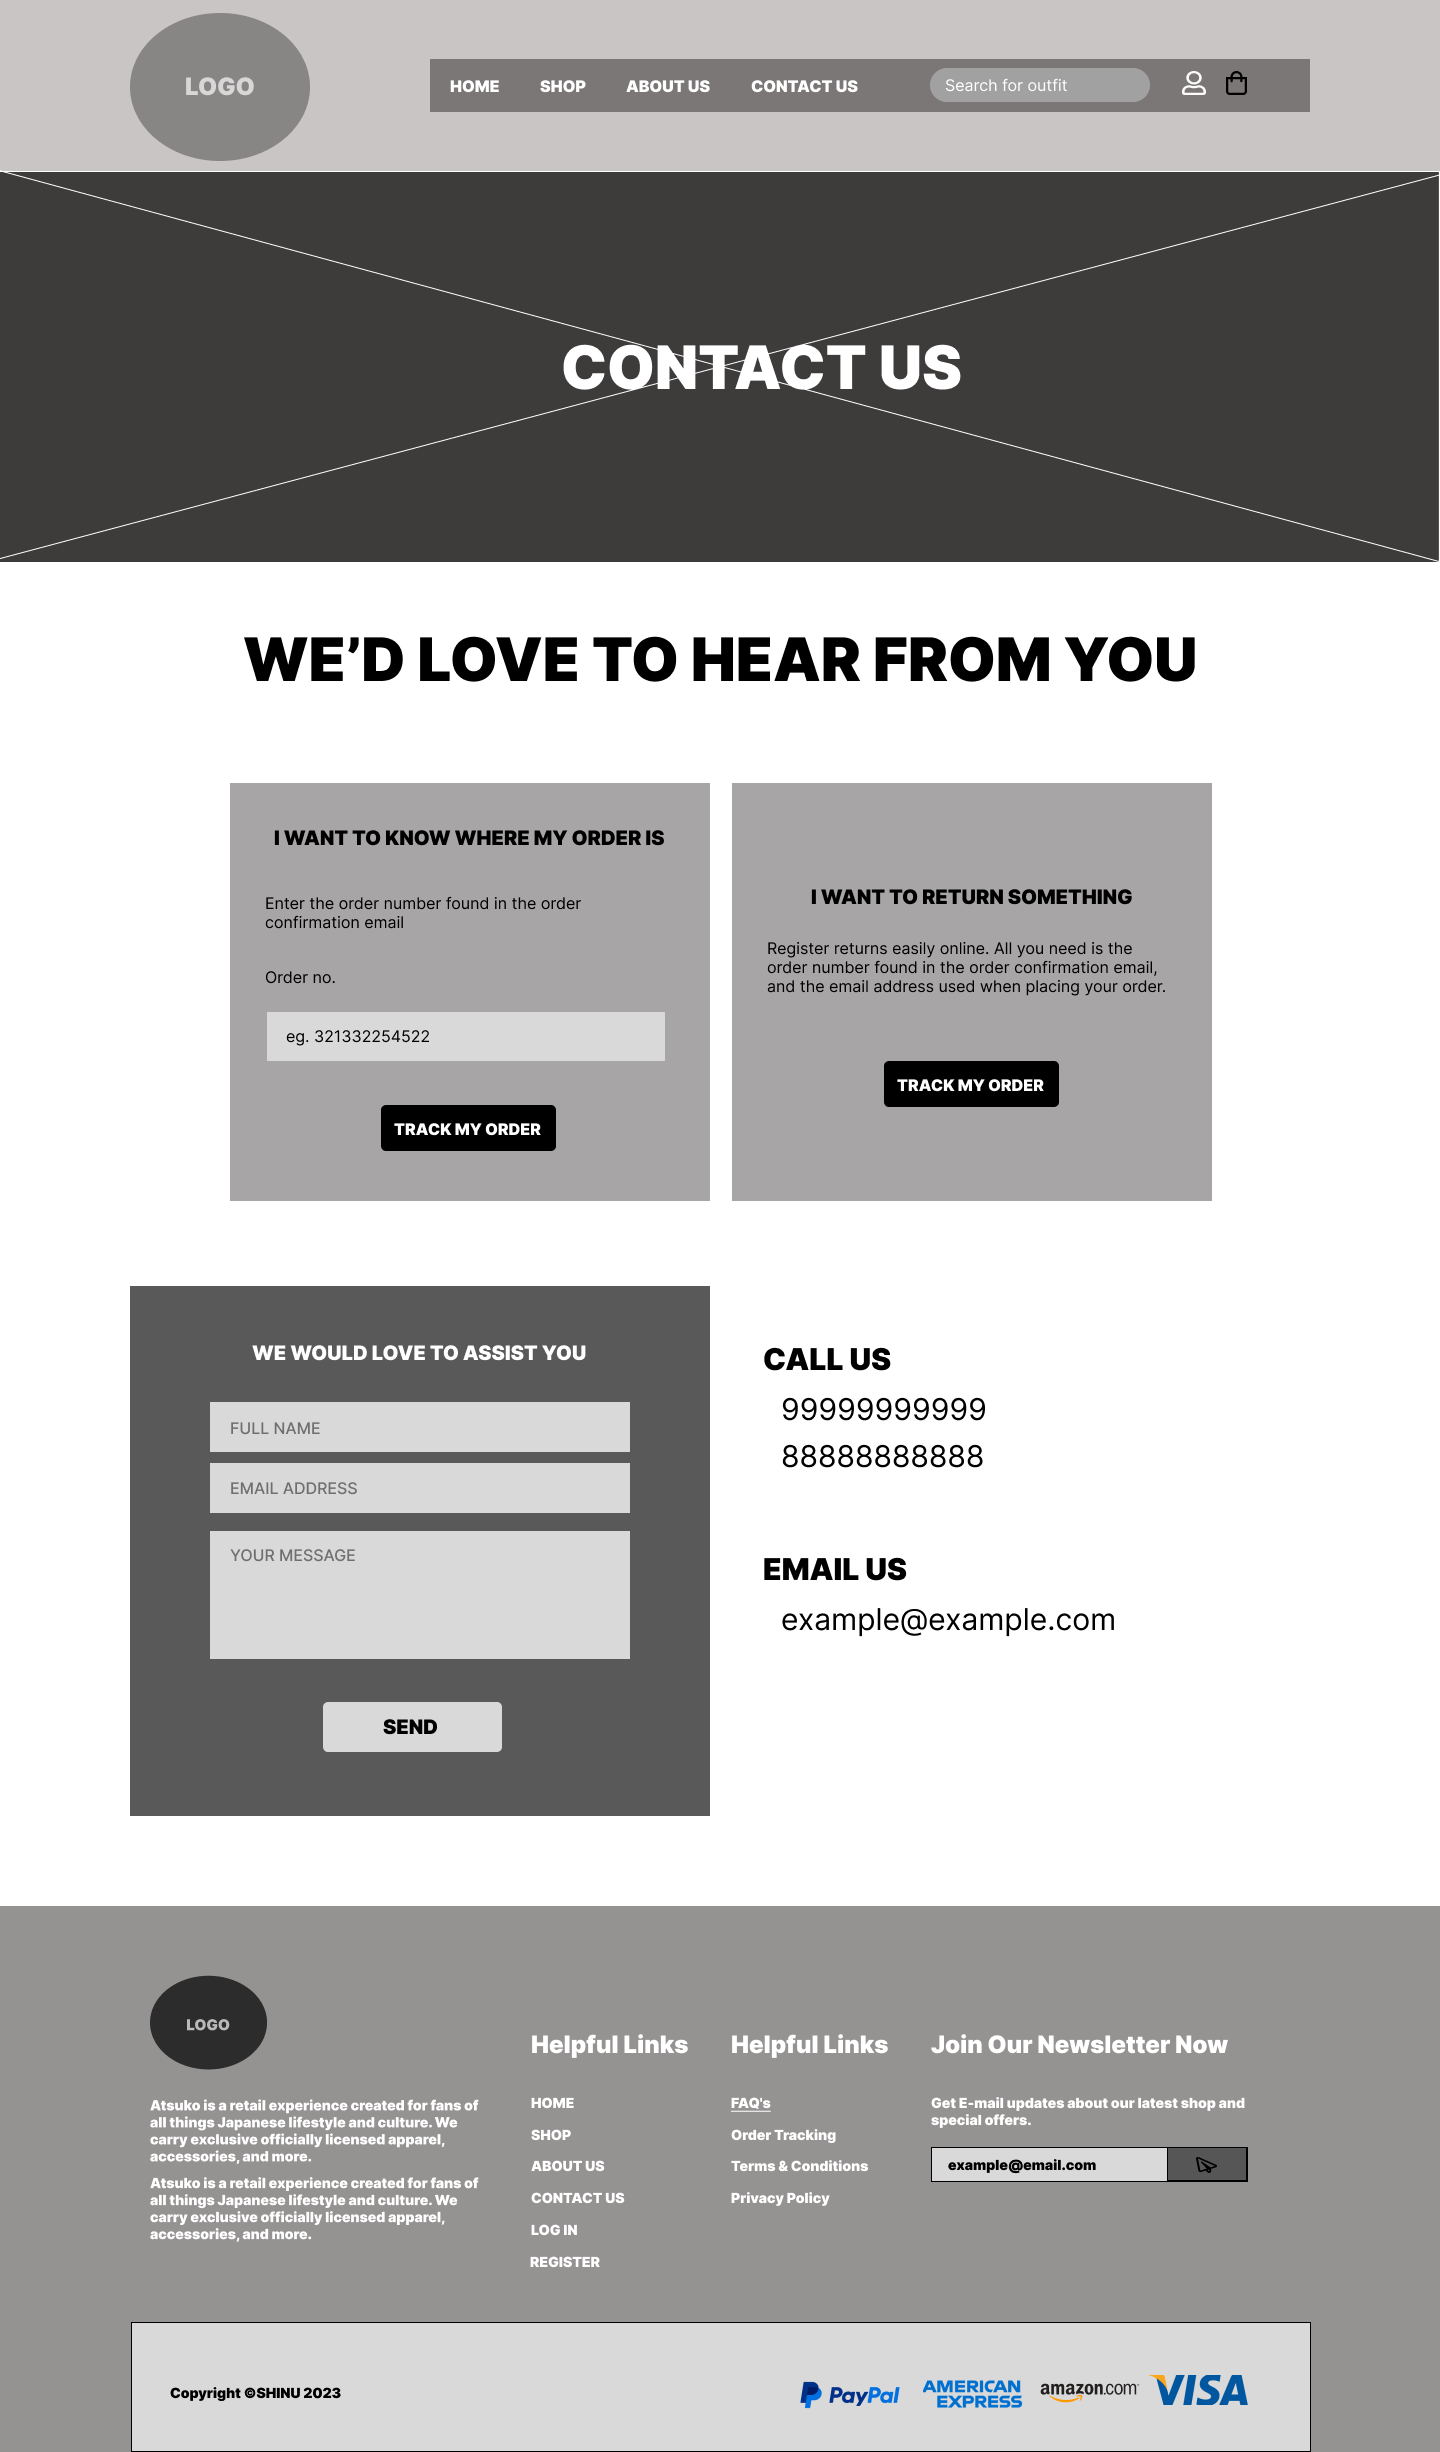 LOGO
HOME
SHOP
ABOUT US
CONTACT US
Search for outfit
CONTACT US
WE’D LOVE TO HEAR FROM YOU
I WANT TO KNOW WHERE MY ORDER IS
Enter the order number found in the order
confirmation email
Order no.
eg. 321332254522
TRACK MY ORDER
I WANT TO RETURN SOMETHING
Register returns easily online. All you need is the
order number found in the order confirmation email,
and the email address used when placing your order.
TRACK MY ORDER
WE WOULD LOVE TO ASSIST YOU
FULL NAME
EMAIL ADDRESS
YOUR MESSAGE
SEND
CALL US
99999999999
88888888888
EMAIL US
example@example.com
LOGO
Atsuko is a retail experience created for fans of
all things Japanese lifestyle and culture. We
carry exclusive officially licensed apparel,
accessories, and more.
Atsuko is a retail experience created for fans of
all things Japanese lifestyle and culture. We
carry exclusive officially licensed apparel,
accessories, and more.
Helpful Links
HOME
SHOP
ABOUT US
CONTACT US
LOG IN
REGISTER
Helpful Links
FAQ's
Order Tracking
Terms & Conditions
Privacy Policy
Join Our Newsletter Now
Get E-mail updates about our latest shop and
special offers.
example@email.com
Copyright ©SHINU 2023
PayPal
AMERICAN
EXPRESS
amazon.com
VISA